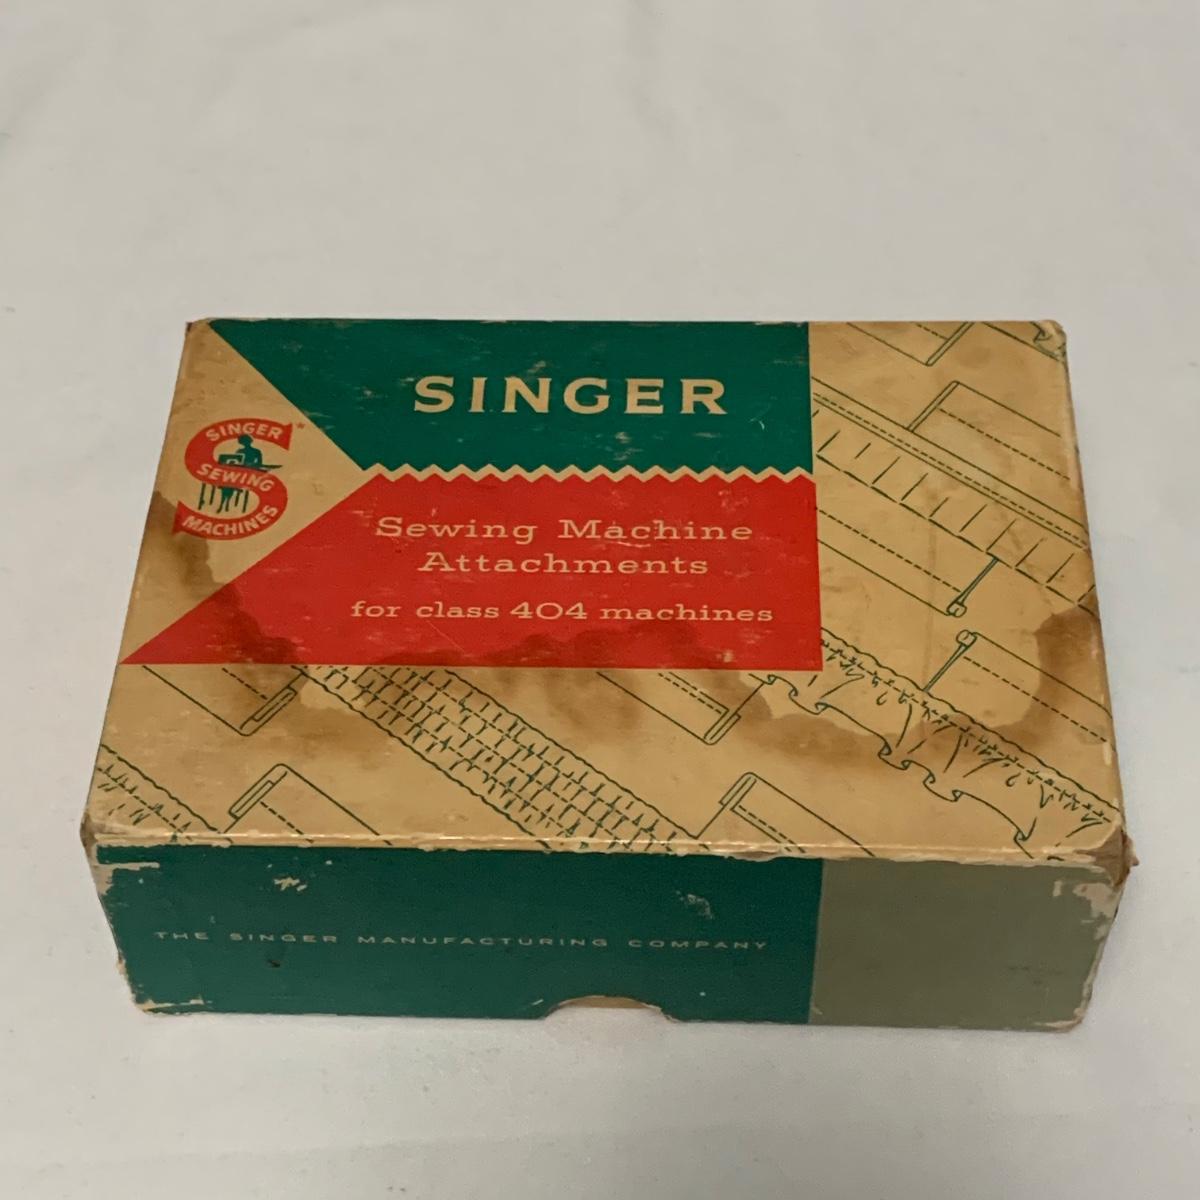 SINGER
SINGER*
SEWING
MACHINES
Sewing Machine
Attachments
for class 404 machines
THE SINGER MANUFACTURING COMPANY